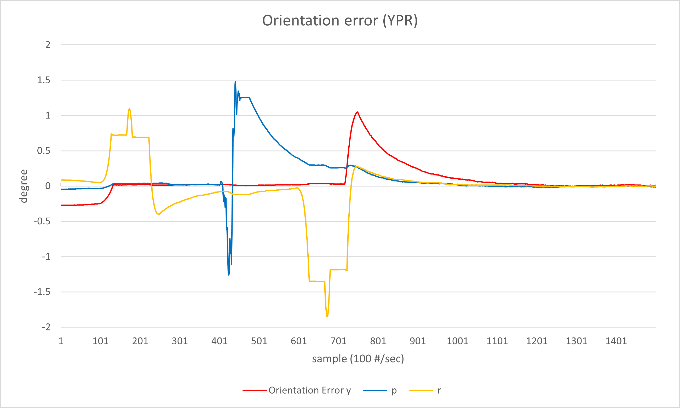 Orientation error (YPR)
2
1.5
1
0.5
0
-0.5
-1
-1.5
-2
degree
1 101 201 301 401 501 601 701 801 901 1001 1101 1201 1301 1401
sample (100 #/sec)
Orientation Error y p r